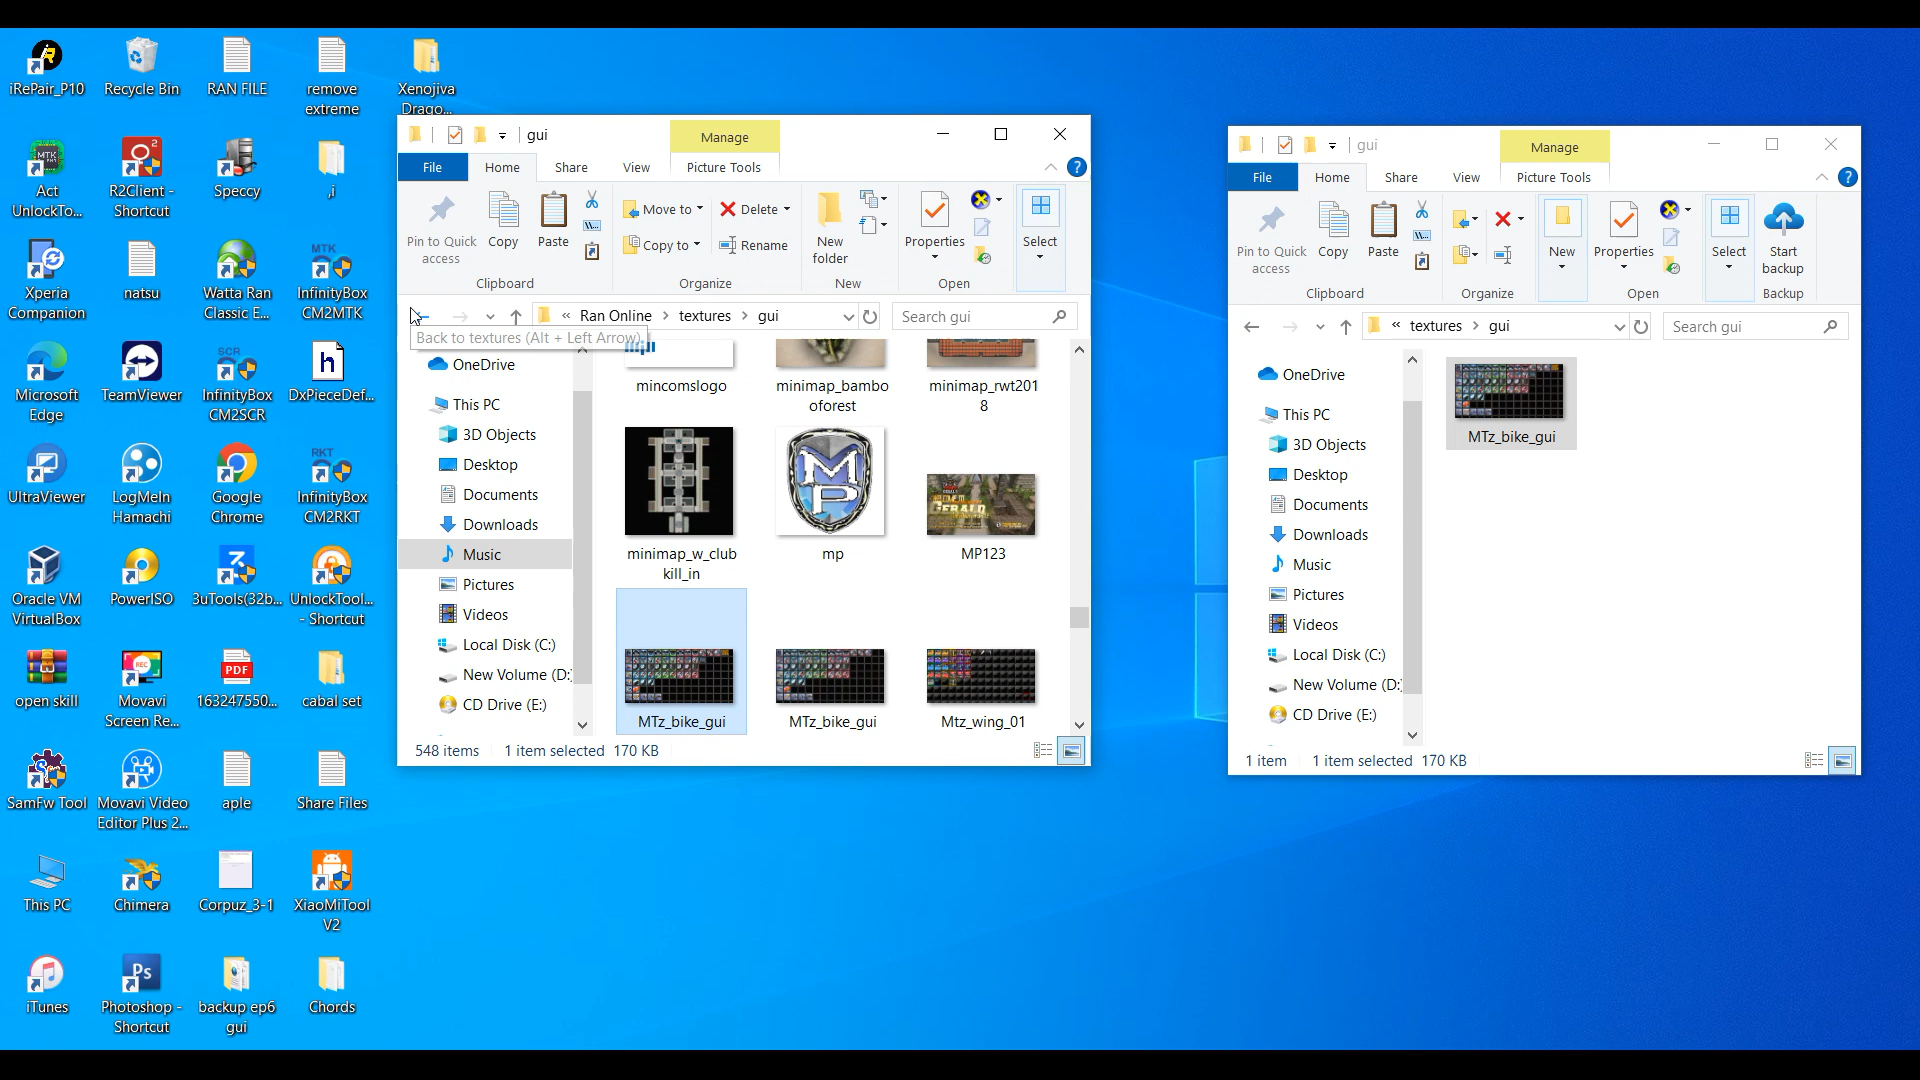 iRePair_P10
Recycle Bin
RAN FILE
remove
extreme
Xenojiva
Drago...
Act
UnlockTo...
R2Client -
Shortcut
Speccy
,i
Xperia
Companion
natsu
Watta Ran
Classic E...
InfinityBox
CM2MTK
Microsoft
Edge
TeamViewer
InfinityBox
CM2SCR
DxPieceDef...
UltraViewer
LogMeIn
Hamachi
Google
Chrome
InfinityBox
CM2RKT
Oracle VM
VirtualBox
PowerISO
3uTools(32b...
UnlockTool...
- Shortcut
open skill
Movavi
Screen Re...
163247550...
cabal set
SamFw Tool
Movavi Video
Editor Plus 2...
aple
Share Files
This PC
Chimera
Corpuz_3-1
XiaoMiTool
V2
iTunes
Photoshop -
Shortcut
backup ep6
gui
Chords
MTK
SCR
RKT
PDF
REC
Ps
gui
Manage
File
Home
Share
View
Picture Tools
Pin to Quick
access
Copy
Paste
Move to
Copy to
Delete
Rename
New
folder
Properties
Select
Clipboard
Organize
New
Open
« Ran Online > textures > gui
Search gui
Back to textures (Alt + Left Arrow)
OneDrive
This PC
3D Objects
Desktop
Documents
Downloads
Music
Pictures
Videos
Local Disk (C:)
New Volume (D:)
CD Drive (E:)
mincomslogo
minimap_bambo
oforest
minimap_rwt201
8
minimap_w_club
kill_in
mp
MP
MP123
MTz_bike_gui
MTz_bike_gui
Mtz_wing_01
548 items
1 item selected 170 KB
gui
Manage
File
Home
Share
View
Picture Tools
Pin to Quick
access
Copy
Paste
New
Properties
Select
Start
backup
Clipboard
Organize
Open
Backup
« textures > gui
Search gui
OneDrive
This PC
3D Objects
Desktop
Documents
Downloads
Music
Pictures
Videos
Local Disk (C:)
New Volume (D:)
CD Drive (E:)
MTz_bike_gui
1 item
1 item selected 170 KB